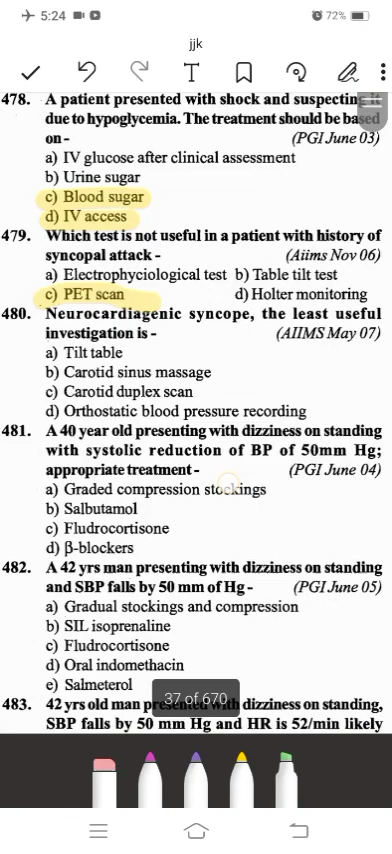 5:24 72%
jjk
T
478. A patient presented with shock and suspecting it
due to hypoglycemia. The treatment should be based
on - (PGI June 03)
a) IV glucose after clinical assessment
b) Urine sugar
c) Blood sugar
d) IV access
479. Which test is not useful in a patient with history of
syncopal attack - (Aiims Nov 06)
a) Electrophyciological test b) Table tilt test
c) PET scan d) Holter monitoring
480. Neurocardiagenic syncope, the least useful
investigation is - (AIIMS May 07)
a) Tilt table
b) Carotid sinus massage
c) Carotid duplex scan
d) Orthostatic blood pressure recording
481. A 40 year old presenting with dizziness on standing
with systolic reduction of BP of 50mm Hg;
appropriate treatment - (PGI June 04)
a) Graded compression stockings
b) Salbutamol
c) Fludrocortisone
d) β-blockers
482. A 42 yrs man presenting with dizziness on standing
and SBP falls by 50 mm of Hg - (PGI June 05)
a) Gradual stockings and compression
b) SIL isoprenaline
c) Fludrocortisone
d) Oral indomethacin
e) Salmeterol
37 of 670
483. 42 yrs old man presented with dizziness on standing,
SBP falls by 50 mm Hg and HR is 52/min likely